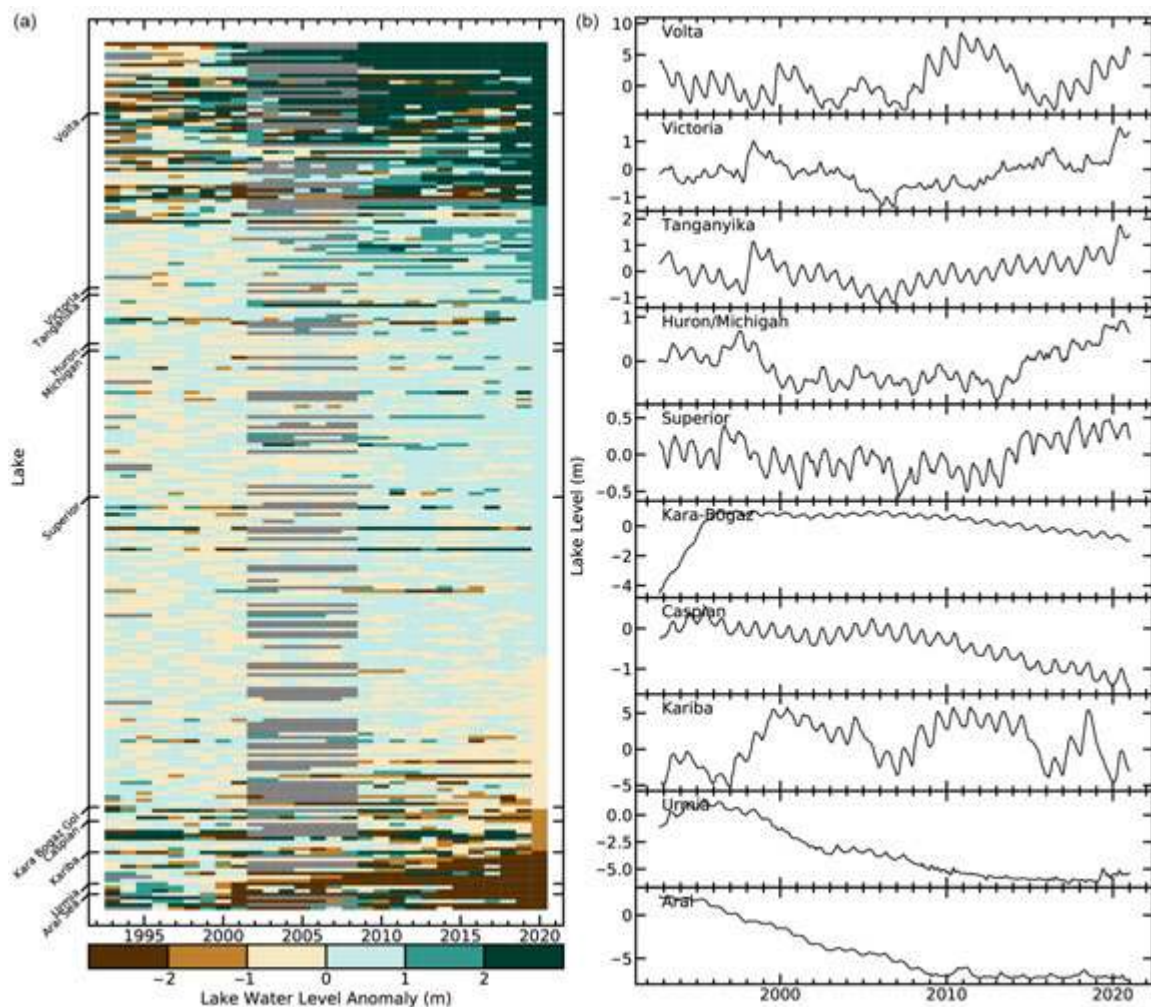 (a)
Lake
Volta
Victoria
Tanganika
Huron
Michigan
Superior
Kara Bogaz Gol
Caspian
Kariba
Urmia
Aral Sea
1995 2000 2005 2010 2015 2020
−2 −1 0 1 2
Lake Water Level Anomaly (m)
(b)
Lake Level (m)
Volta
10
5
0
Victoria
1
0
−1
Tanganyika
2
1
0
−1
Huron/Michigan
1
0
Superior
0.5
0.0
−0.5
Kara-Bogaz
0
−2
−4
Caspian
0
−1
Kariba
5
0
−5
Urmia
0.0
−2.5
−5.0
Aral
0
−5
2000 2010 2020